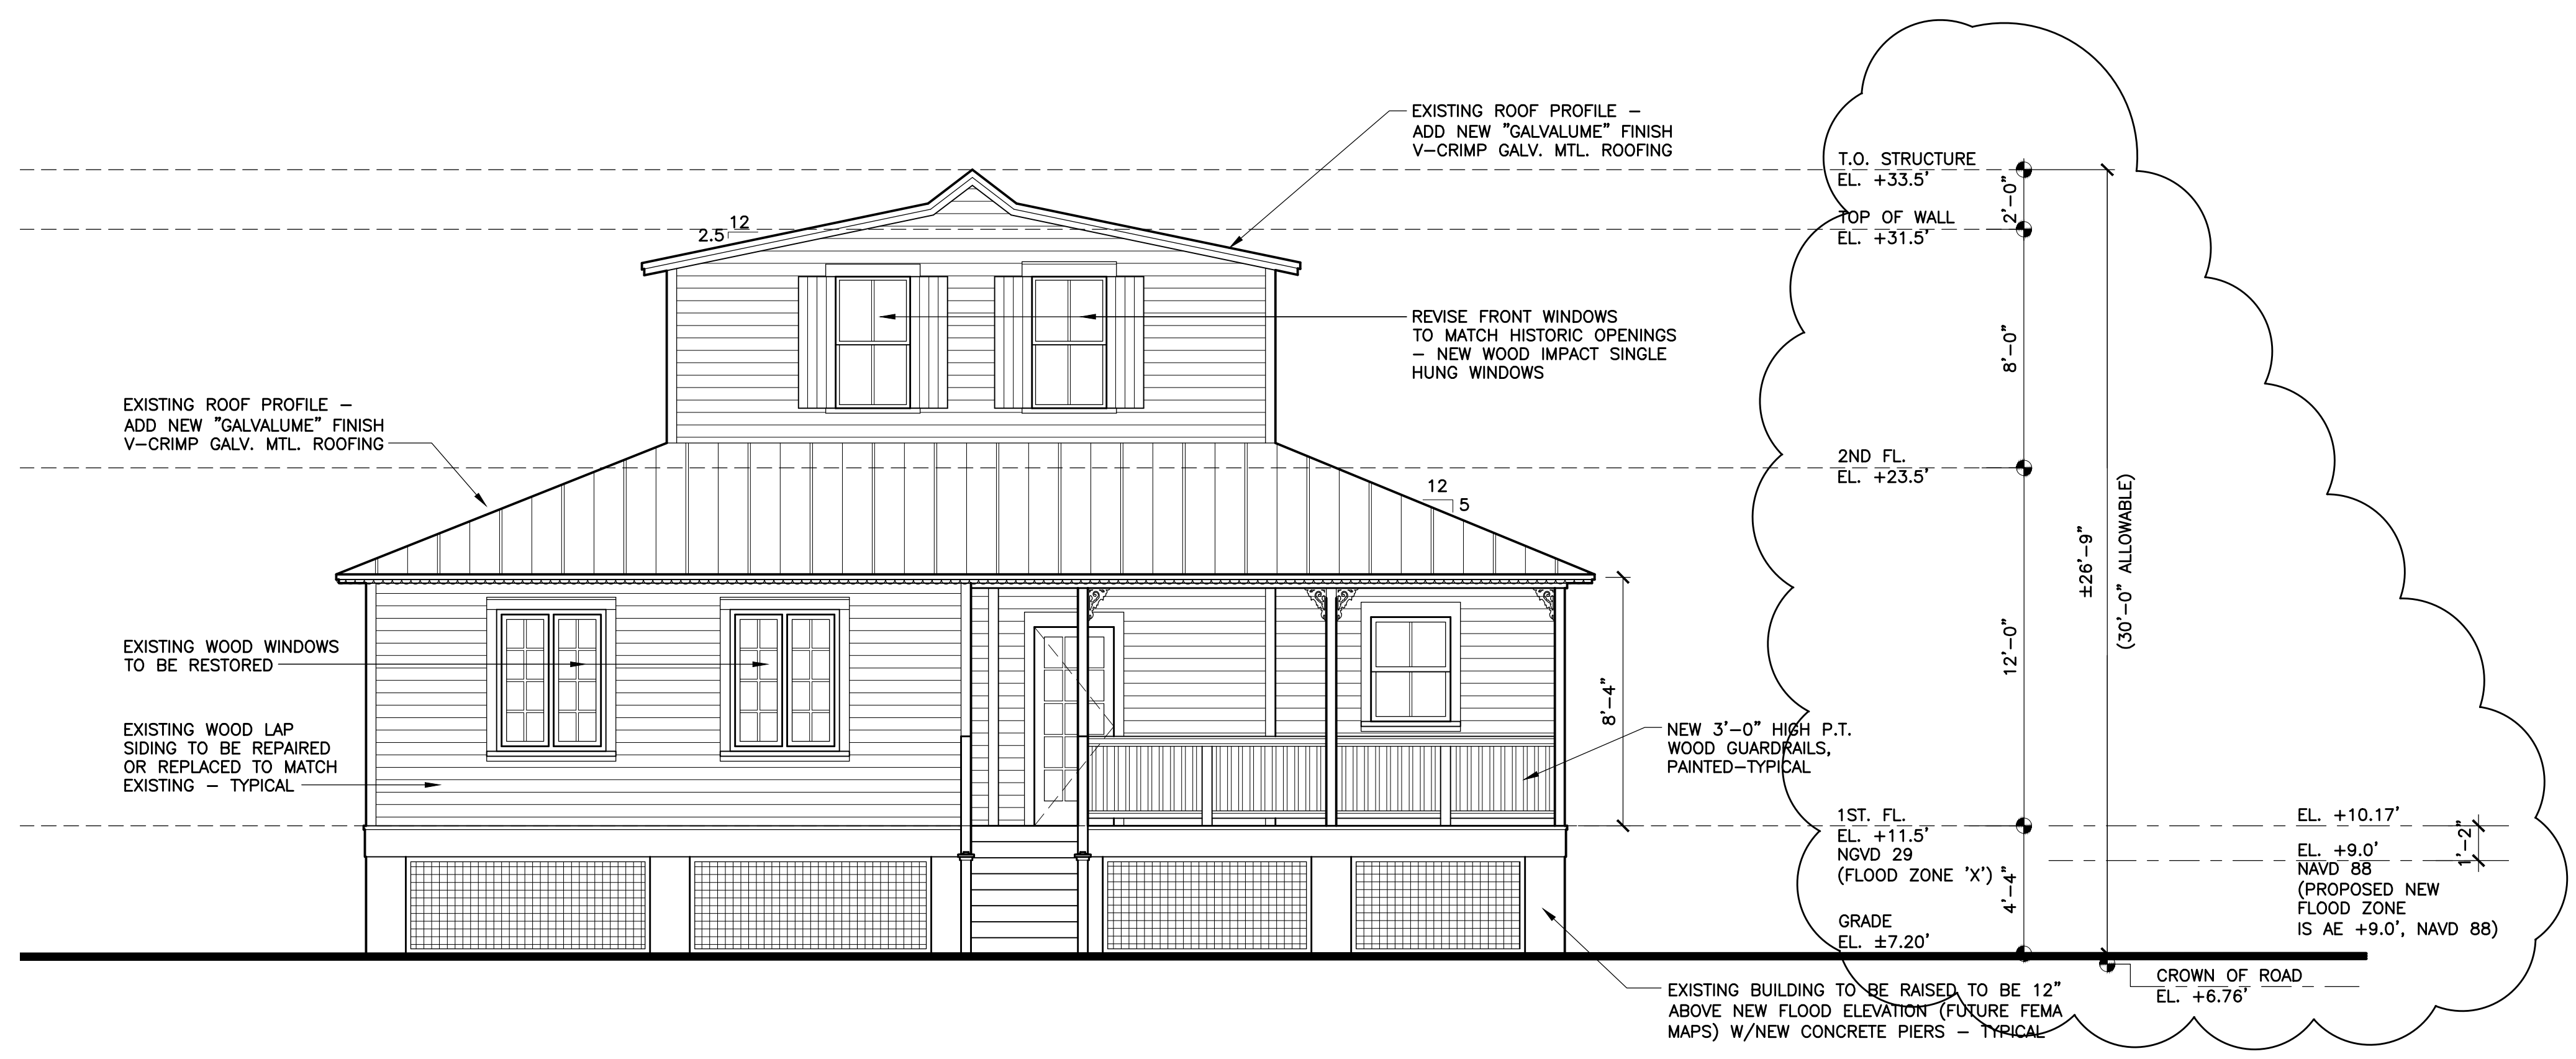 EXISTING ROOF PROFILE –
ADD NEW "GALVALUME" FINISH
V–CRIMP GALV. MTL. ROOFING
T.O. STRUCTURE
EL. +33.5'
2'–0"
12
2.5
TOP OF WALL
EL. +31.5'
REVISE FRONT WINDOWS
TO MATCH HISTORIC OPENINGS
– NEW WOOD IMPACT SINGLE
HUNG WINDOWS
8'–0"
EXISTING ROOF PROFILE –
ADD NEW "GALVALUME" FINISH
V–CRIMP GALV. MTL. ROOFING
2ND FL.
EL. +23.5'
12
5
±26'–9"
(30'–0" ALLOWABLE)
12'–0"
EXISTING WOOD WINDOWS
TO BE RESTORED
8'–4"
EXISTING WOOD LAP
SIDING TO BE REPAIRED
OR REPLACED TO MATCH
EXISTING – TYPICAL
NEW 3'–0" HIGH P.T.
WOOD GUARDRAILS,
PAINTED–TYPICAL
1ST. FL.
EL. +11.5'
NGVD 29
(FLOOD ZONE 'X')
4'–4"
EL. +10.17'
1'–2"
EL. +9.0'
NAVD 88
(PROPOSED NEW
FLOOD ZONE
IS AE +9.0', NAVD 88)
GRADE
EL. ±7.20'
CROWN OF ROAD
EL. +6.76'
EXISTING BUILDING TO BE RAISED TO BE 12"
ABOVE NEW FLOOD ELEVATION (FUTURE FEMA
MAPS) W/NEW CONCRETE PIERS – TYPICAL